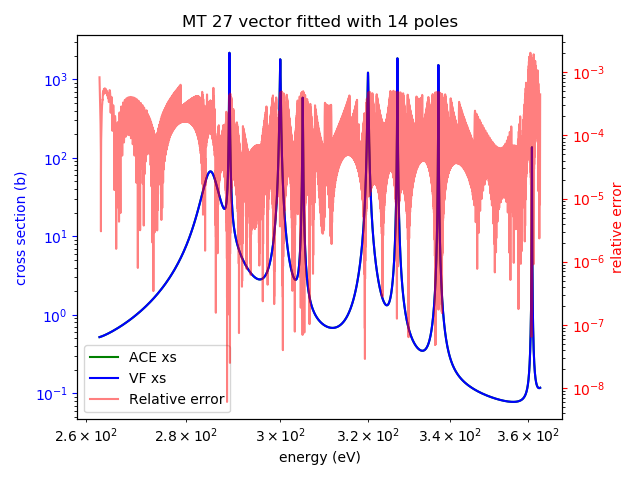 MT 27 vector fitted with 14 poles
cross section (b)
10³
10²
10¹
10⁰
10⁻¹
relative error
10⁻³
10⁻⁴
10⁻⁵
10⁻⁶
10⁻⁷
10⁻⁸
ACE xs
VF xs
Relative error
2.6 × 10² 2.8 × 10² 3 × 10² 3.2 × 10² 3.4 × 10² 3.6 × 10²
energy (eV)